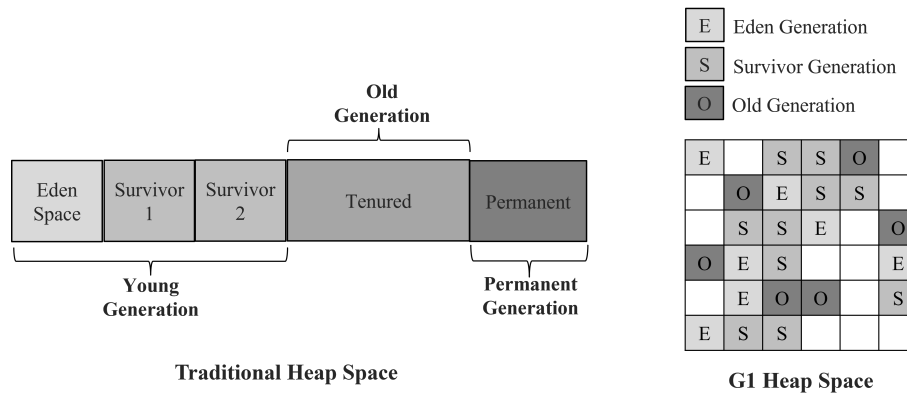 E Eden Generation
S Survivor Generation
O Old Generation
Old
Generation
Eden
Space
Survivor
1
Survivor
2
Tenured
Permanent
Young
Generation
Permanent
Generation
Traditional Heap Space
E S S O
O E S S
S S E O
O E S E
E O O S
E S S
G1 Heap Space